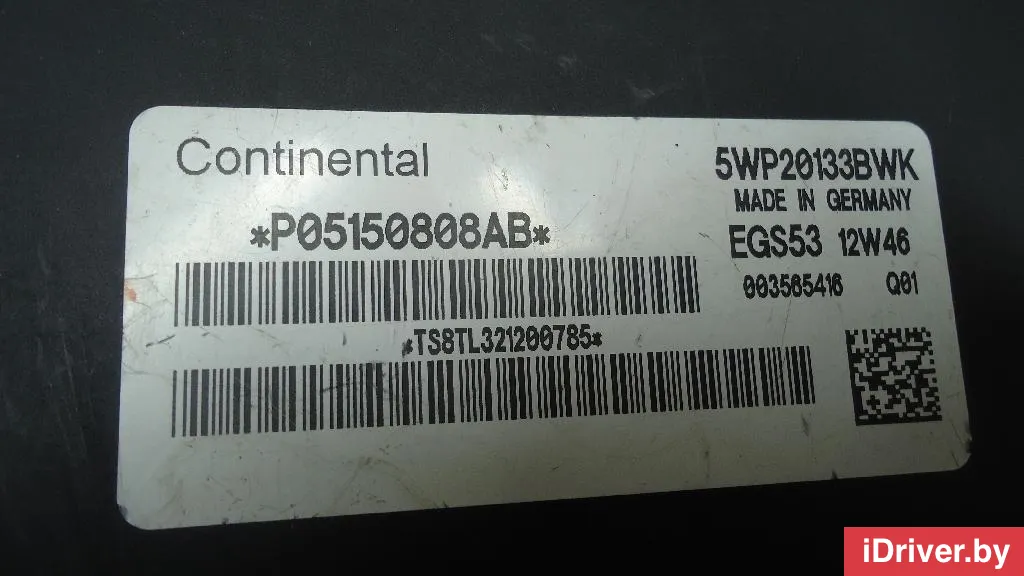 Continental
5WP20133BWK
MADE IN GERMANY
*P05150808AB*
EGS53 12W46
003565416 Q01
*TS8TL321200785*
iDriver.by